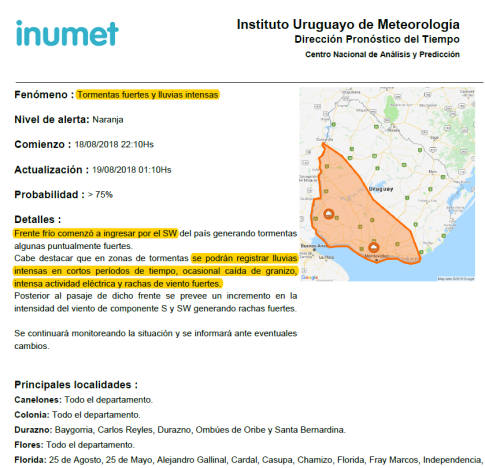 inumet
Instituto Uruguayo de Meteorología
Dirección Pronóstico del Tiempo
Centro Nacional de Análisis y Predicción
Fenómeno : Tormentas fuertes y lluvias intensas
Nivel de alerta: Naranja
Comienzo : 18/08/2018 22:10Hs
Actualización : 19/08/2018 01:10Hs
Probabilidad : > 75%
Detalles :
Frente frío comenzó a ingresar por el SW del país generando tormentas
algunas puntualmente fuertes.
Cabe destacar que en zonas de tormentas se podrán registrar lluvias
intensas en cortos períodos de tiempo, ocasional caída de granizo,
intensa actividad eléctrica y rachas de viento fuertes.
Posterior al pasaje de dicho frente se prevee un incremento en la
intensidad del viento de componente S y SW generando rachas fuertes.
Se continuará monitoreando la situación y se informará ante eventuales
cambios.
Uruguay
Buenos Aires
La Plata
Montevideo
Google
Principales localidades :
Canelones: Todo el departamento.
Colonia: Todo el departamento.
Durazno: Baygorria, Carlos Reyles, Durazno, Ombúes de Oribe y Santa Bernardina.
Flores: Todo el departamento.
Florida: 25 de Agosto, 25 de Mayo, Alejandro Gallinal, Cardal, Casupa, Chamizo, Florida, Fray Marcos, Independencia,